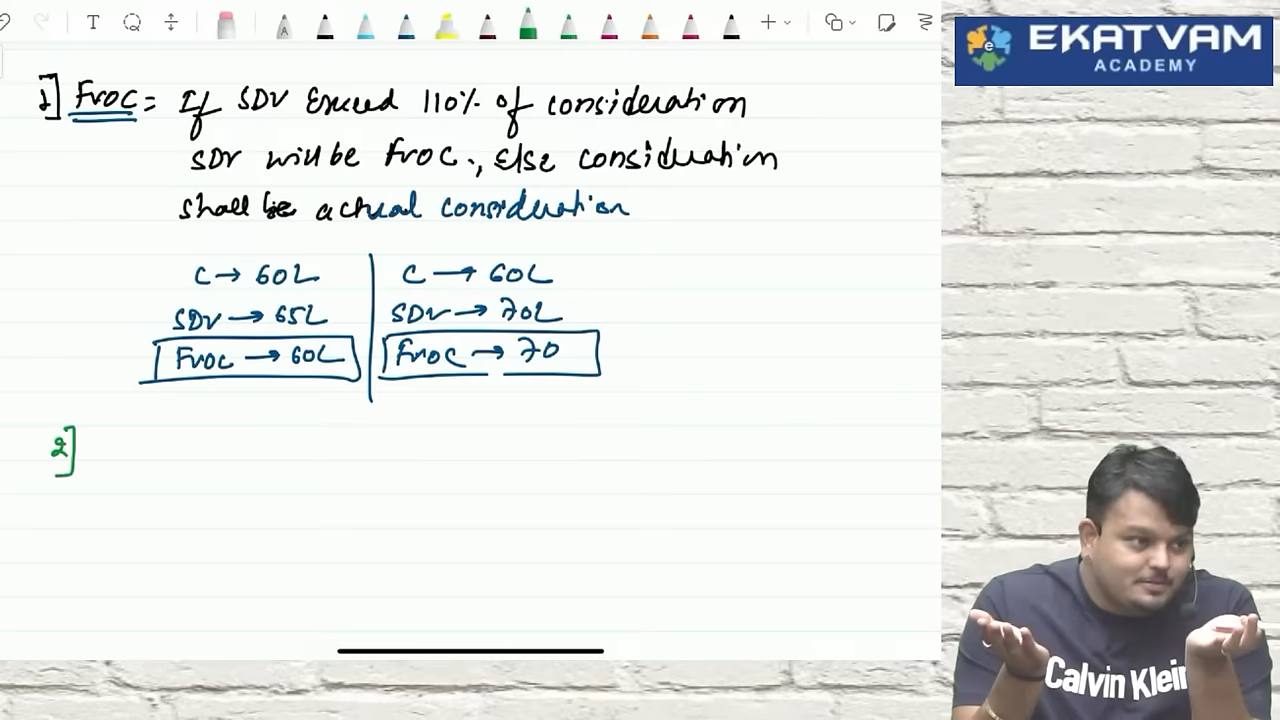 1] FVOC = If SDV Exceed 110% of consideration
SDV will be FVOC., Else consideration
shall be actual consideration
C → 60L
SDV → 65L
FVOC → 60L
C → 60L
SDV → 70L
FVOC → 70
2]
EKATVAM
ACADEMY
Calvin Klein